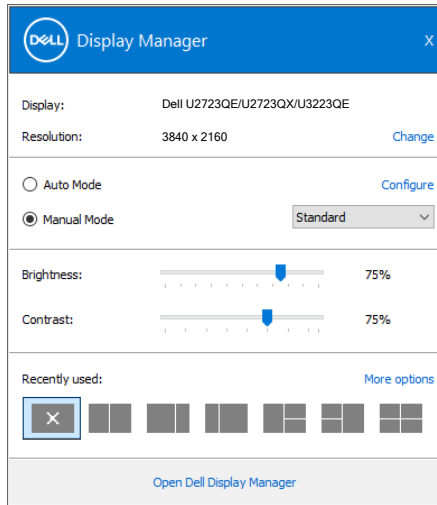 DELL Display Manager X
Display: Dell U2723QE/U2723QX/U3223QE
Resolution: 3840 x 2160 Change
Auto Mode Configure
Manual Mode Standard
Brightness: 75%
Contrast: 75%
Recently used: More options
Open Dell Display Manager